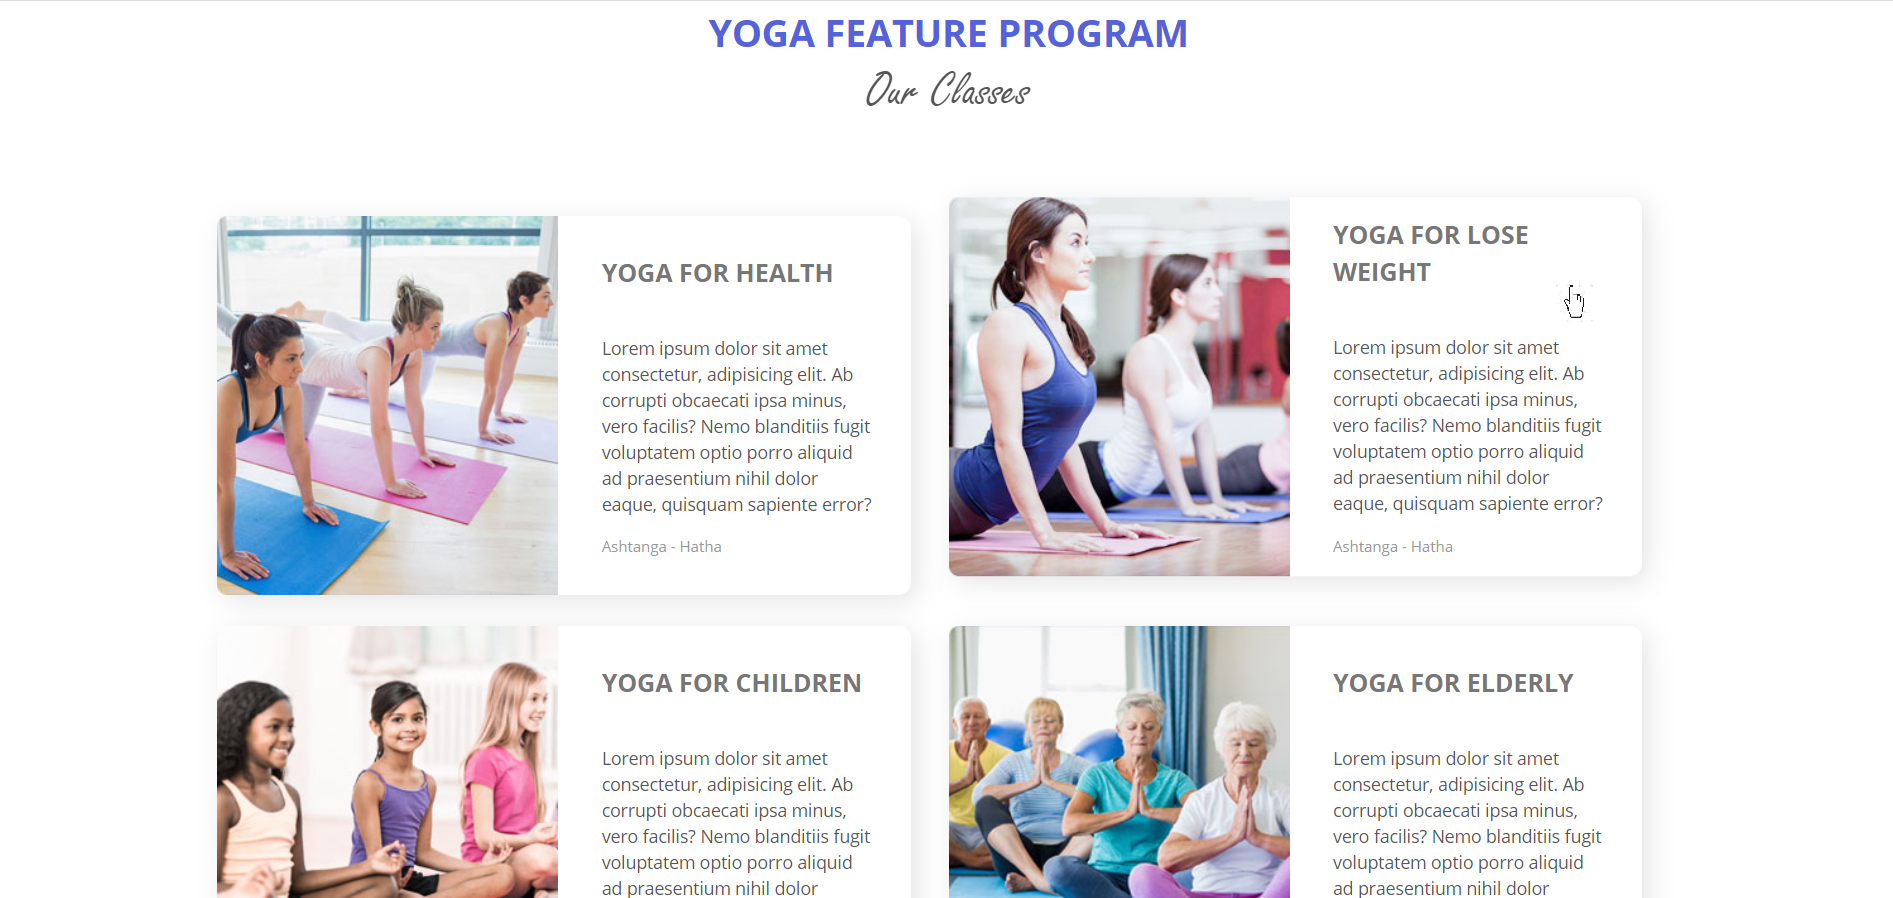 YOGA FEATURE PROGRAM
Our Classes
YOGA FOR HEALTH
Lorem ipsum dolor sit amet
consectetur, adipisicing elit. Ab
corrupti obcaecati ipsa minus,
vero facilis? Nemo blanditiis fugit
voluptatem optio porro aliquid
ad praesentium nihil dolor
eaque, quisquam sapiente error?
Ashtanga - Hatha
YOGA FOR LOSE
WEIGHT
Lorem ipsum dolor sit amet
consectetur, adipisicing elit. Ab
corrupti obcaecati ipsa minus,
vero facilis? Nemo blanditiis fugit
voluptatem optio porro aliquid
ad praesentium nihil dolor
eaque, quisquam sapiente error?
Ashtanga - Hatha
YOGA FOR CHILDREN
Lorem ipsum dolor sit amet
consectetur, adipisicing elit. Ab
corrupti obcaecati ipsa minus,
vero facilis? Nemo blanditiis fugit
voluptatem optio porro aliquid
ad praesentium nihil dolor
YOGA FOR ELDERLY
Lorem ipsum dolor sit amet
consectetur, adipisicing elit. Ab
corrupti obcaecati ipsa minus,
vero facilis? Nemo blanditiis fugit
voluptatem optio porro aliquid
ad praesentium nihil dolor